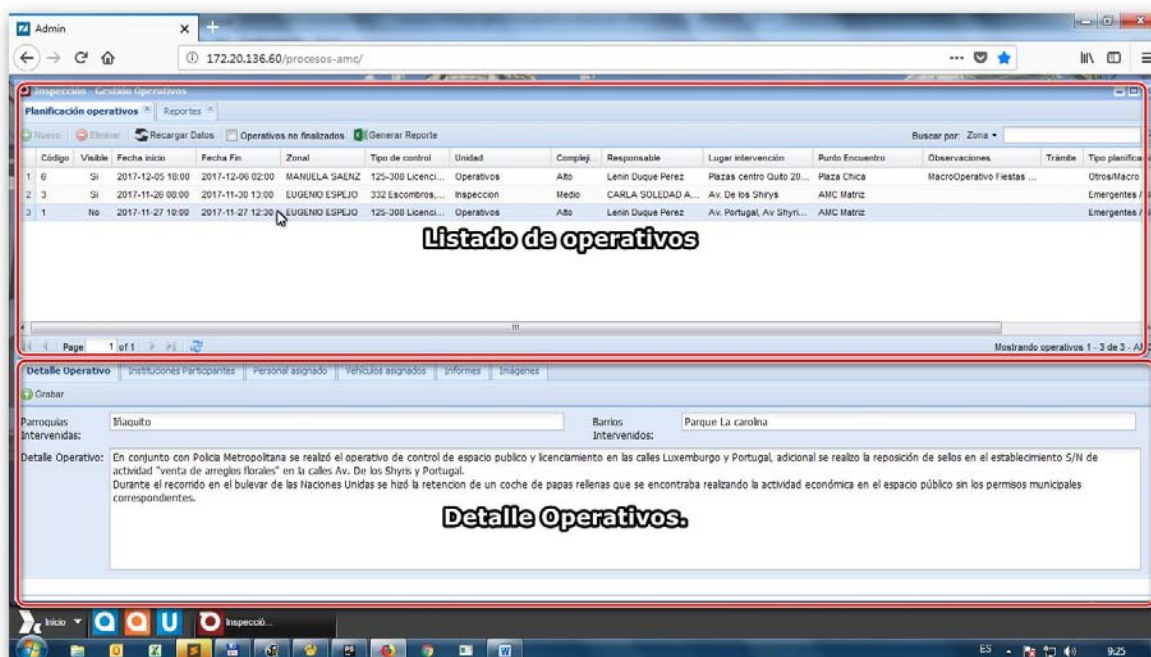 Admin
172.20.136.60/procesos-amc/
Inspección - Gestión Operativos
Planificación operativos Reportes
Nuevo Eliminar Recargar Datos Operativos no finalizados Generar Reporte Buscar por: Zona
Código Visible Fecha inicio Fecha Fin Zonal Tipo de control Unidad Compleji... Responsable Lugar intervención Punto Encuentro Observaciones Trámite Tipo planifica
1 6 Si 2017-12-05 18:00 2017-12-06 02:00 MANUELA SAENZ 125-308 Licenci... Operativos Alto Lenin Duque Perez Plazas centro Quito 20... Plaza Chica MacroOperativo Fiestas ... Otros/Macro
2 3 Si 2017-11-26 08:00 2017-11-30 13:00 EUGENIO ESPEJO 332 Escombros,... Inspeccion Medio CARLA SOLEDAD A... Av. De los Shirys AMC Matriz Emergentes /
3 1 No 2017-11-27 10:00 2017-11-27 12:30 EUGENIO ESPEJO 125-308 Licenci... Operativos Alto Lenin Duque Perez Av. Portugal, Av Shyri... AMC Matriz Emergentes /
Listado de operativos
Page 1 of 1 Mostrando operativos 1 - 3 de 3 -
Detalle Operativo Instituciones Participantes Personal asignado Vehículos asignados Informes Imágenes
Grabar
Parroquias Intervenidas: Iñaquito Barrios Intervenidos: Parque La carolina
Detalle Operativo: En conjunto con Policia Metropolitana se realizó el operativo de control de espacio publico y licenciamiento en las calles Luxemburgo y Portugal, adicional se realizo la reposición de sellos en el establecimiento S/N de
actividad "venta de arreglos florales" en la calles Av. De los Shyris y Portugal.
Durante el recorrido en el bulevar de las Naciones Unidas se hizó la retencion de un coche de papas rellenas que se encontraba realizando la actividad económica en el espacio público sin los permisos municipales
correspondientes.
Detalle Operativos.
Inicio Inspecció...
ES 9:25